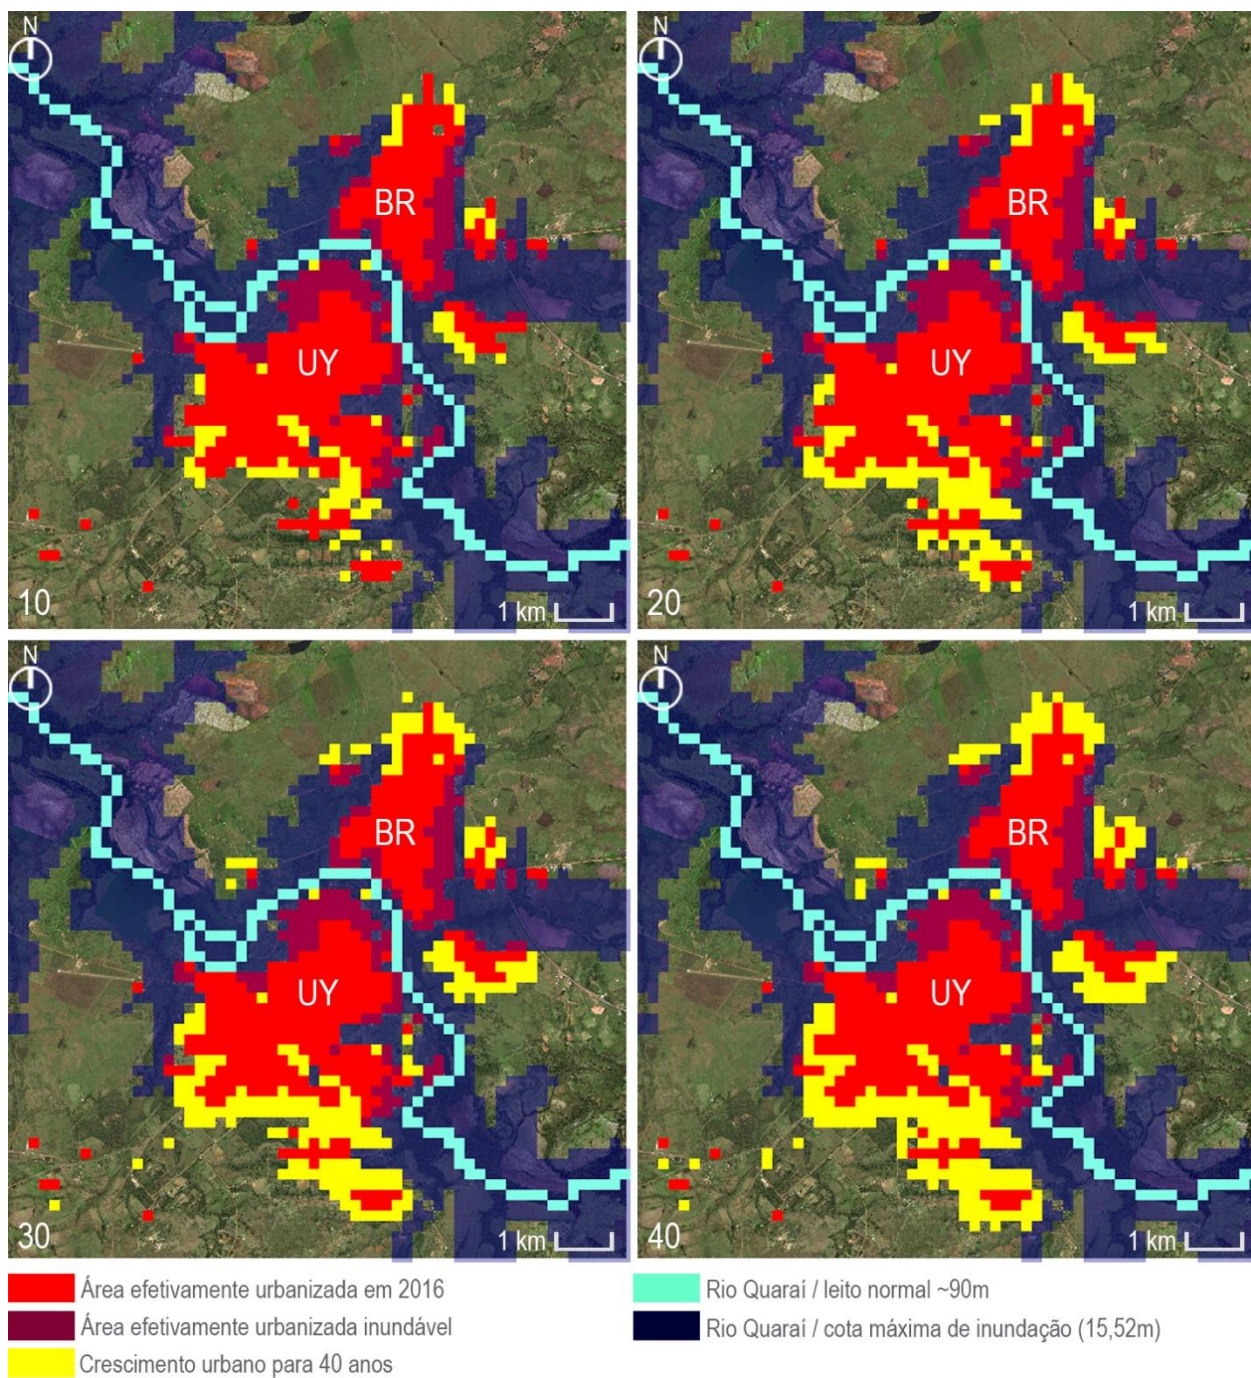 N
BR
UY
10
1 km
N
BR
UY
20
1 km
N
BR
UY
30
1 km
N
BR
UY
40
1 km
Área efetivamente urbanizada em 2016
Área efetivamente urbanizada inundável
Crescimento urbano para 40 anos
Rio Quaraí / leito normal ~90m
Rio Quaraí / cota máxima de inundação (15,52m)